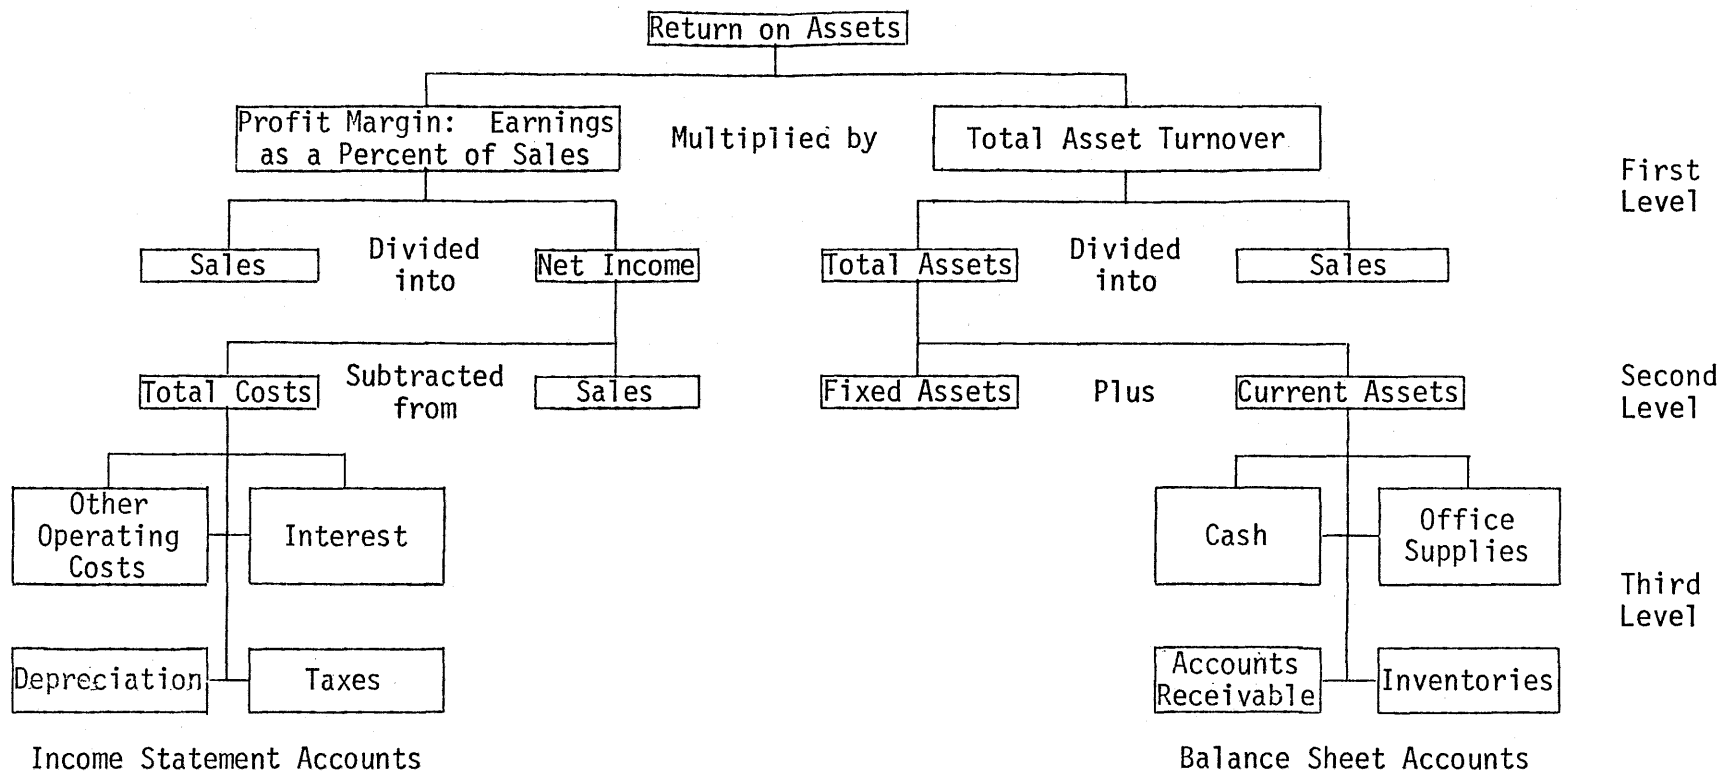 Return on Assets
Profit Margin: Earnings
as a Percent of Sales
Multiplied by
Total Asset Turnover
First
Level
Sales
Divided
into
Net Income
Total Assets
Divided
into
Sales
Total Costs
Subtracted
from
Sales
Fixed Assets
Plus
Current Assets
Second
Level
Other
Operating
Costs
Interest
Cash
Office
Supplies
Third
Level
Depreciation
Taxes
Accounts
Receivable
Inventories
Income Statement Accounts
Balance Sheet Accounts